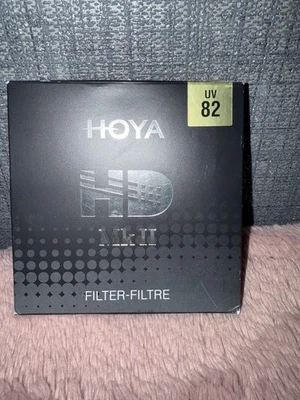 UV
82
HOYA
HD
MkII
FILTER-FILTRE